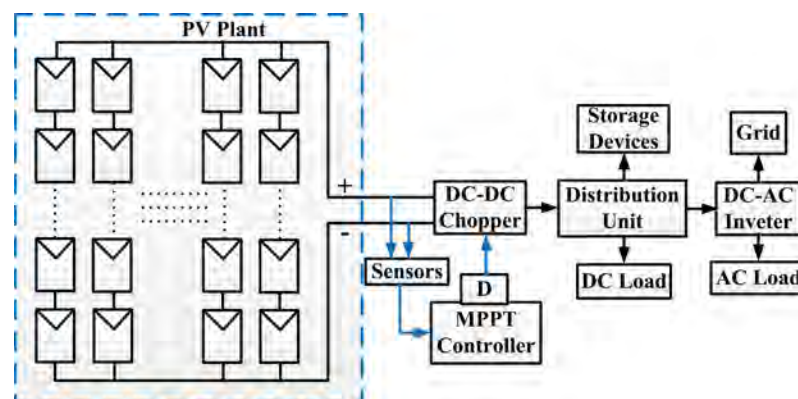 PV Plant
+
-
Sensors
DC-DC
Chopper
D
MPPT
Controller
Storage
Devices
Distribution
Unit
DC Load
Grid
DC-AC
Inveter
AC Load